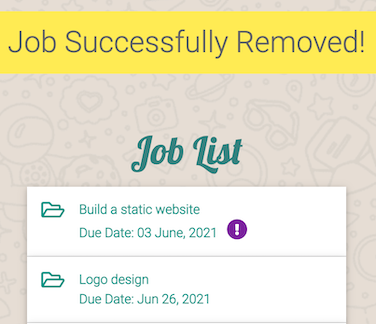 Job Successfully Removed!
Job List
Build a static website
Due Date: 03 June, 2021
Logo design
Due Date: Jun 26, 2021